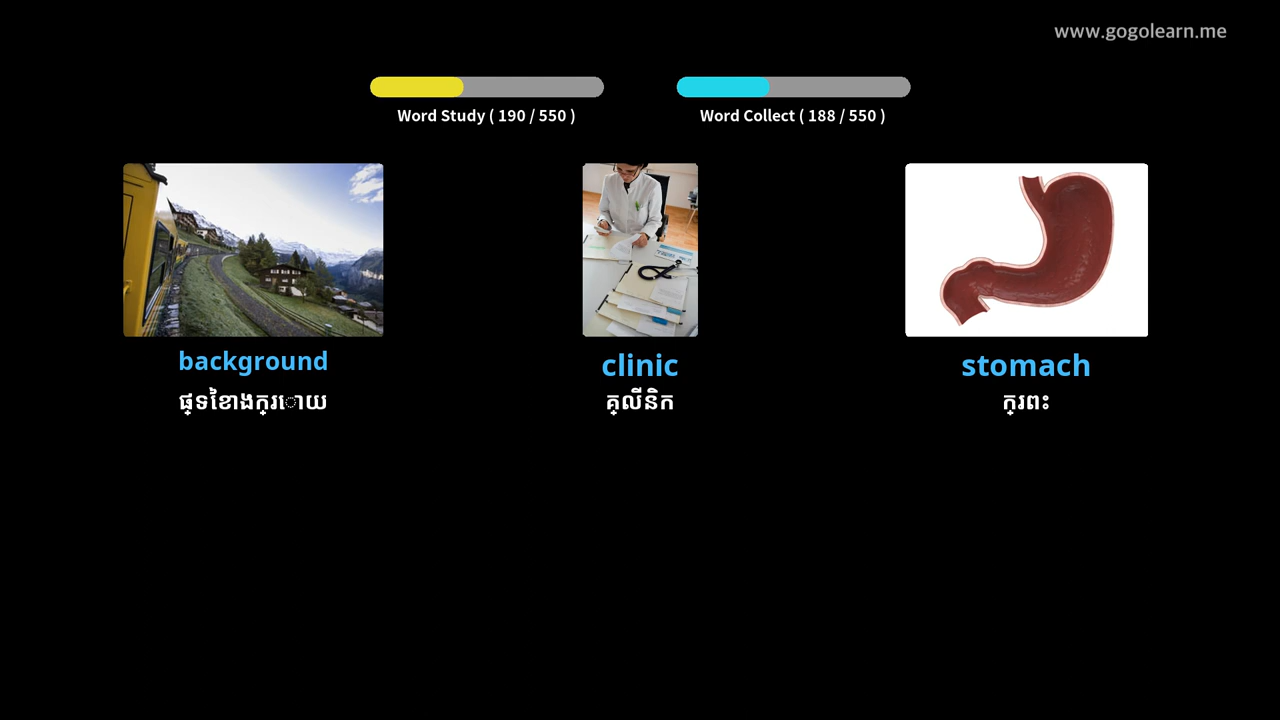 www.gogolearn.me
Word Study ( 190 / 550 )
Word Collect ( 188 / 550 )
background
clinic
stomach
ផ្ទៃខាងក្រោយ
គ្លីនិក
ក្រពះ